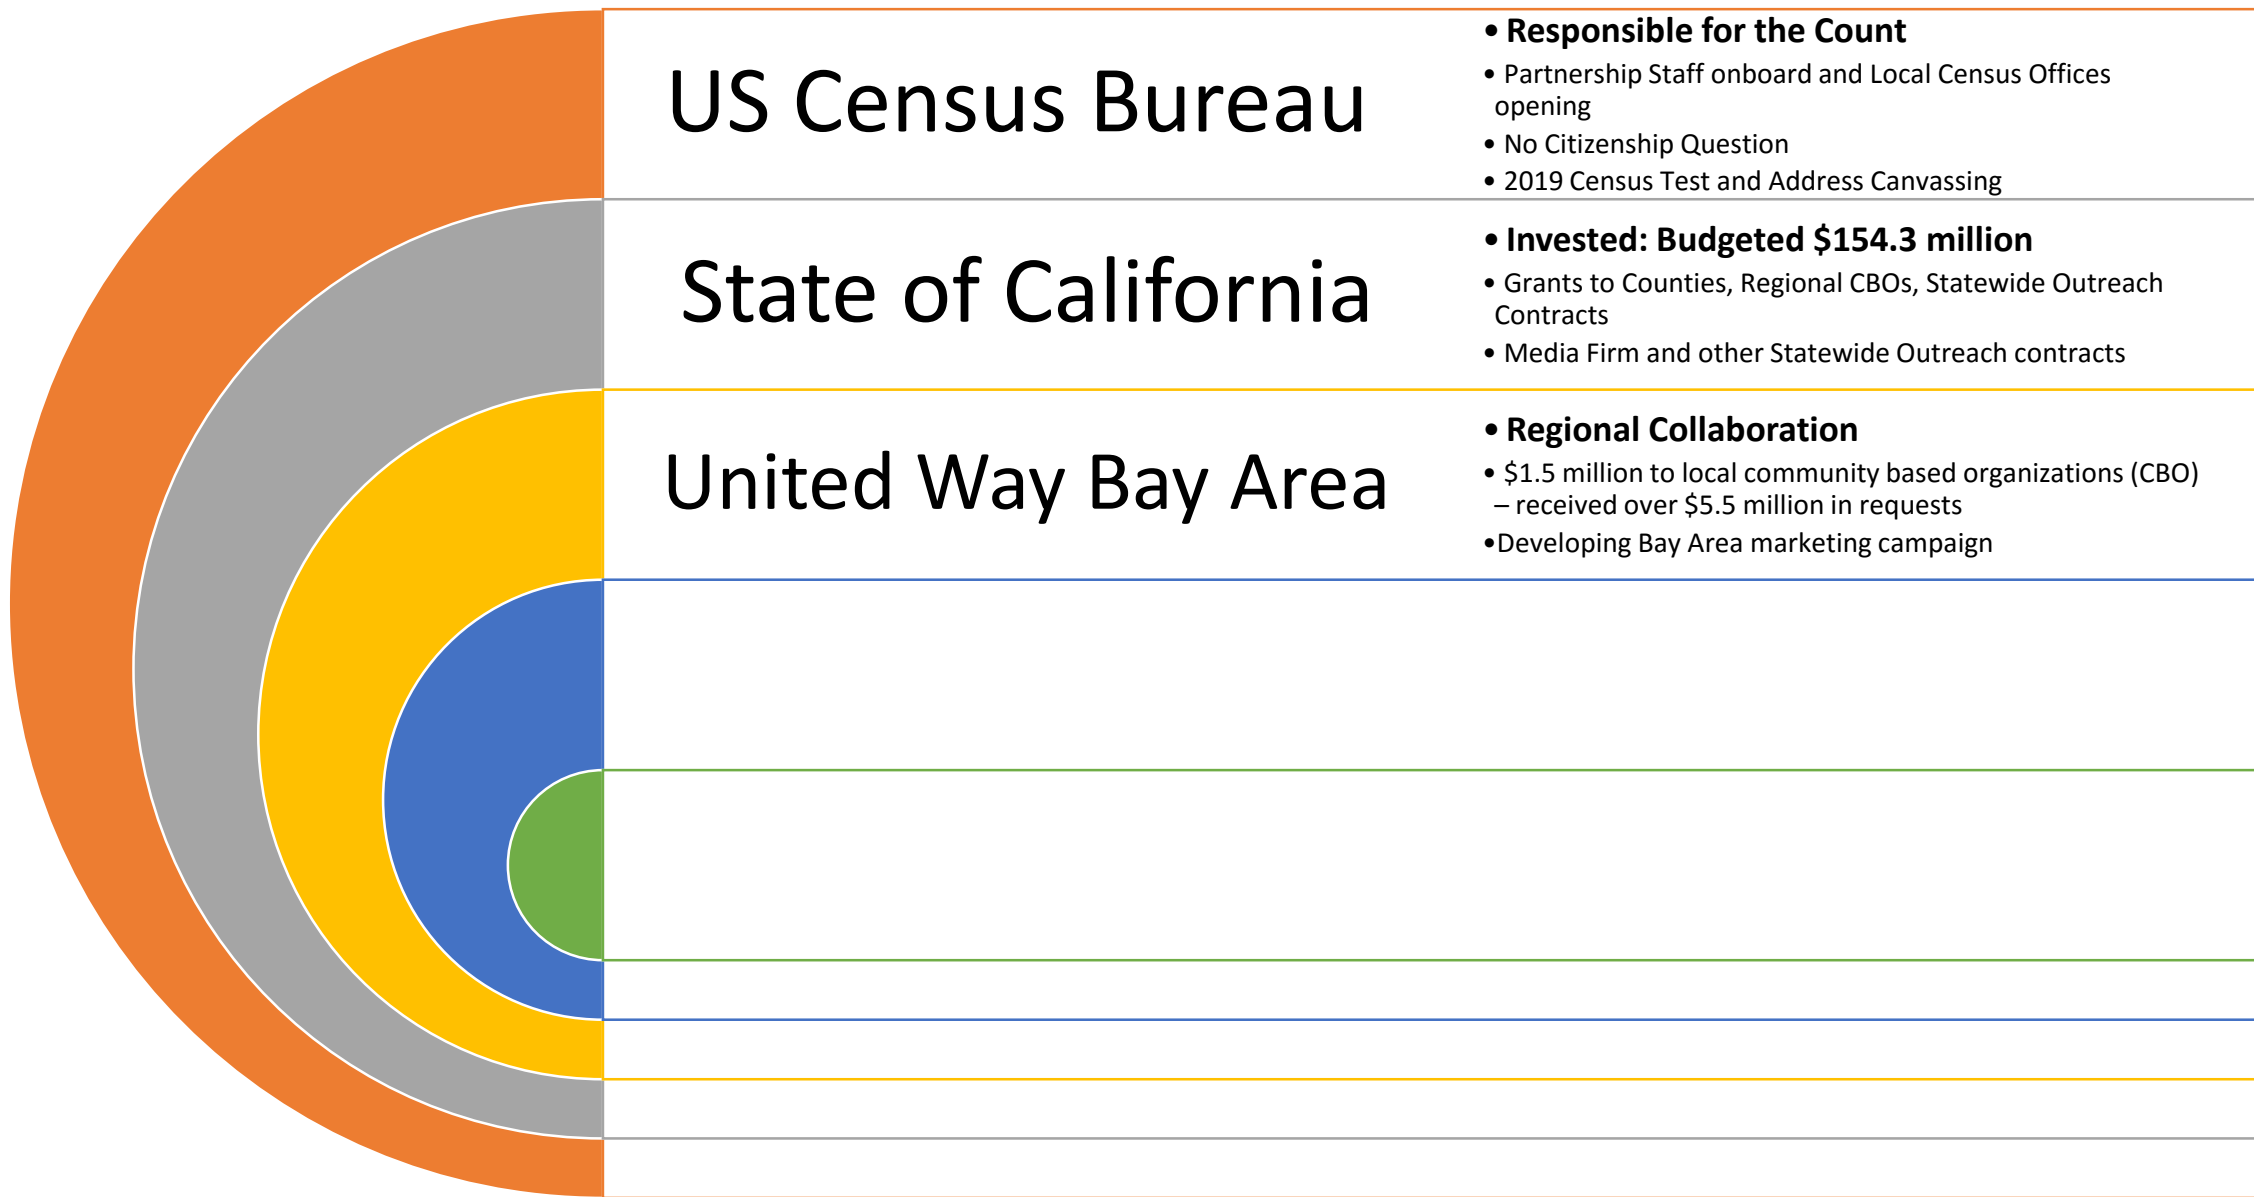 US Census Bureau
• Responsible for the Count
• Partnership Staff onboard and Local Census Offices
opening
• No Citizenship Question
• 2019 Census Test and Address Canvassing
State of California
• Invested: Budgeted $154.3 million
• Grants to Counties, Regional CBOs, Statewide Outreach
Contracts
• Media Firm and other Statewide Outreach contracts
United Way Bay Area
• Regional Collaboration
• $1.5 million to local community based organizations (CBO)
– received over $5.5 million in requests
•Developing Bay Area marketing campaign